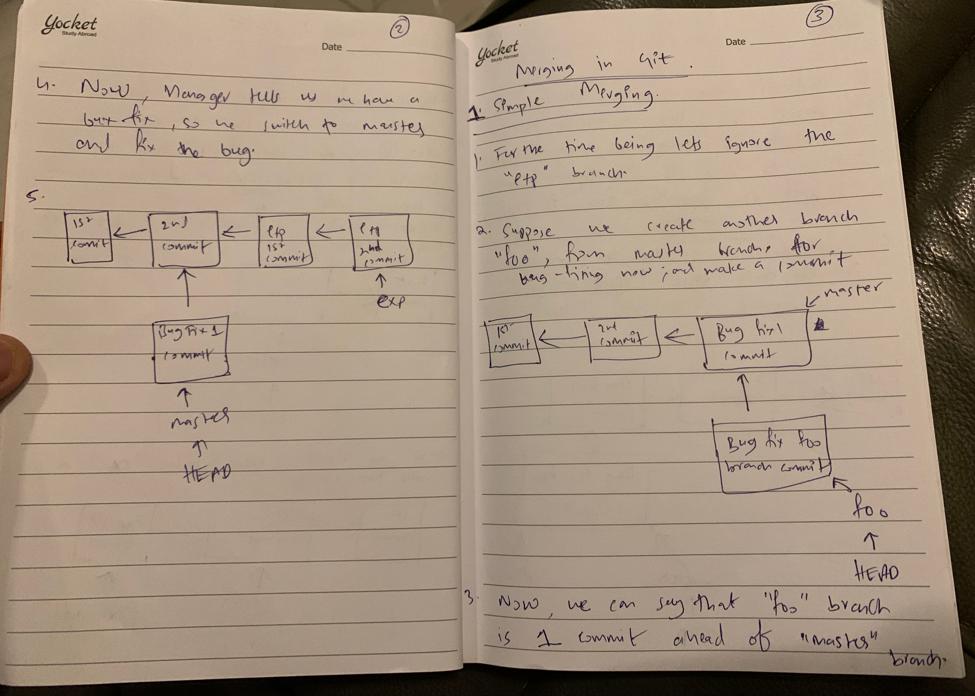 Yocket
Study Abroad
2
Date
4. Now, Manager tells us we have a
bug fix, so we switch to master
and fix the bug.
5.
1st
commit
2nd
commit
exp
1st
commit
exp
2nd
commit
exp
Bug fix 1
commit
master
HEAD
3
Yocket
Study Abroad
Date
Merging in Git.
1. Simple Merging.
1. For the time being lets ignore the
"exp" branch.
2. Suppose we create another branch
"foo", from master branch, for
bug-fixing now, and make a commit
master
1st
commit
2nd
commit
Bug fix 1
commit
Bug fix foo
branch commit
foo
HEAD
3. Now, we can say that "foo" branch
is 1 commit ahead of "master"
branch.